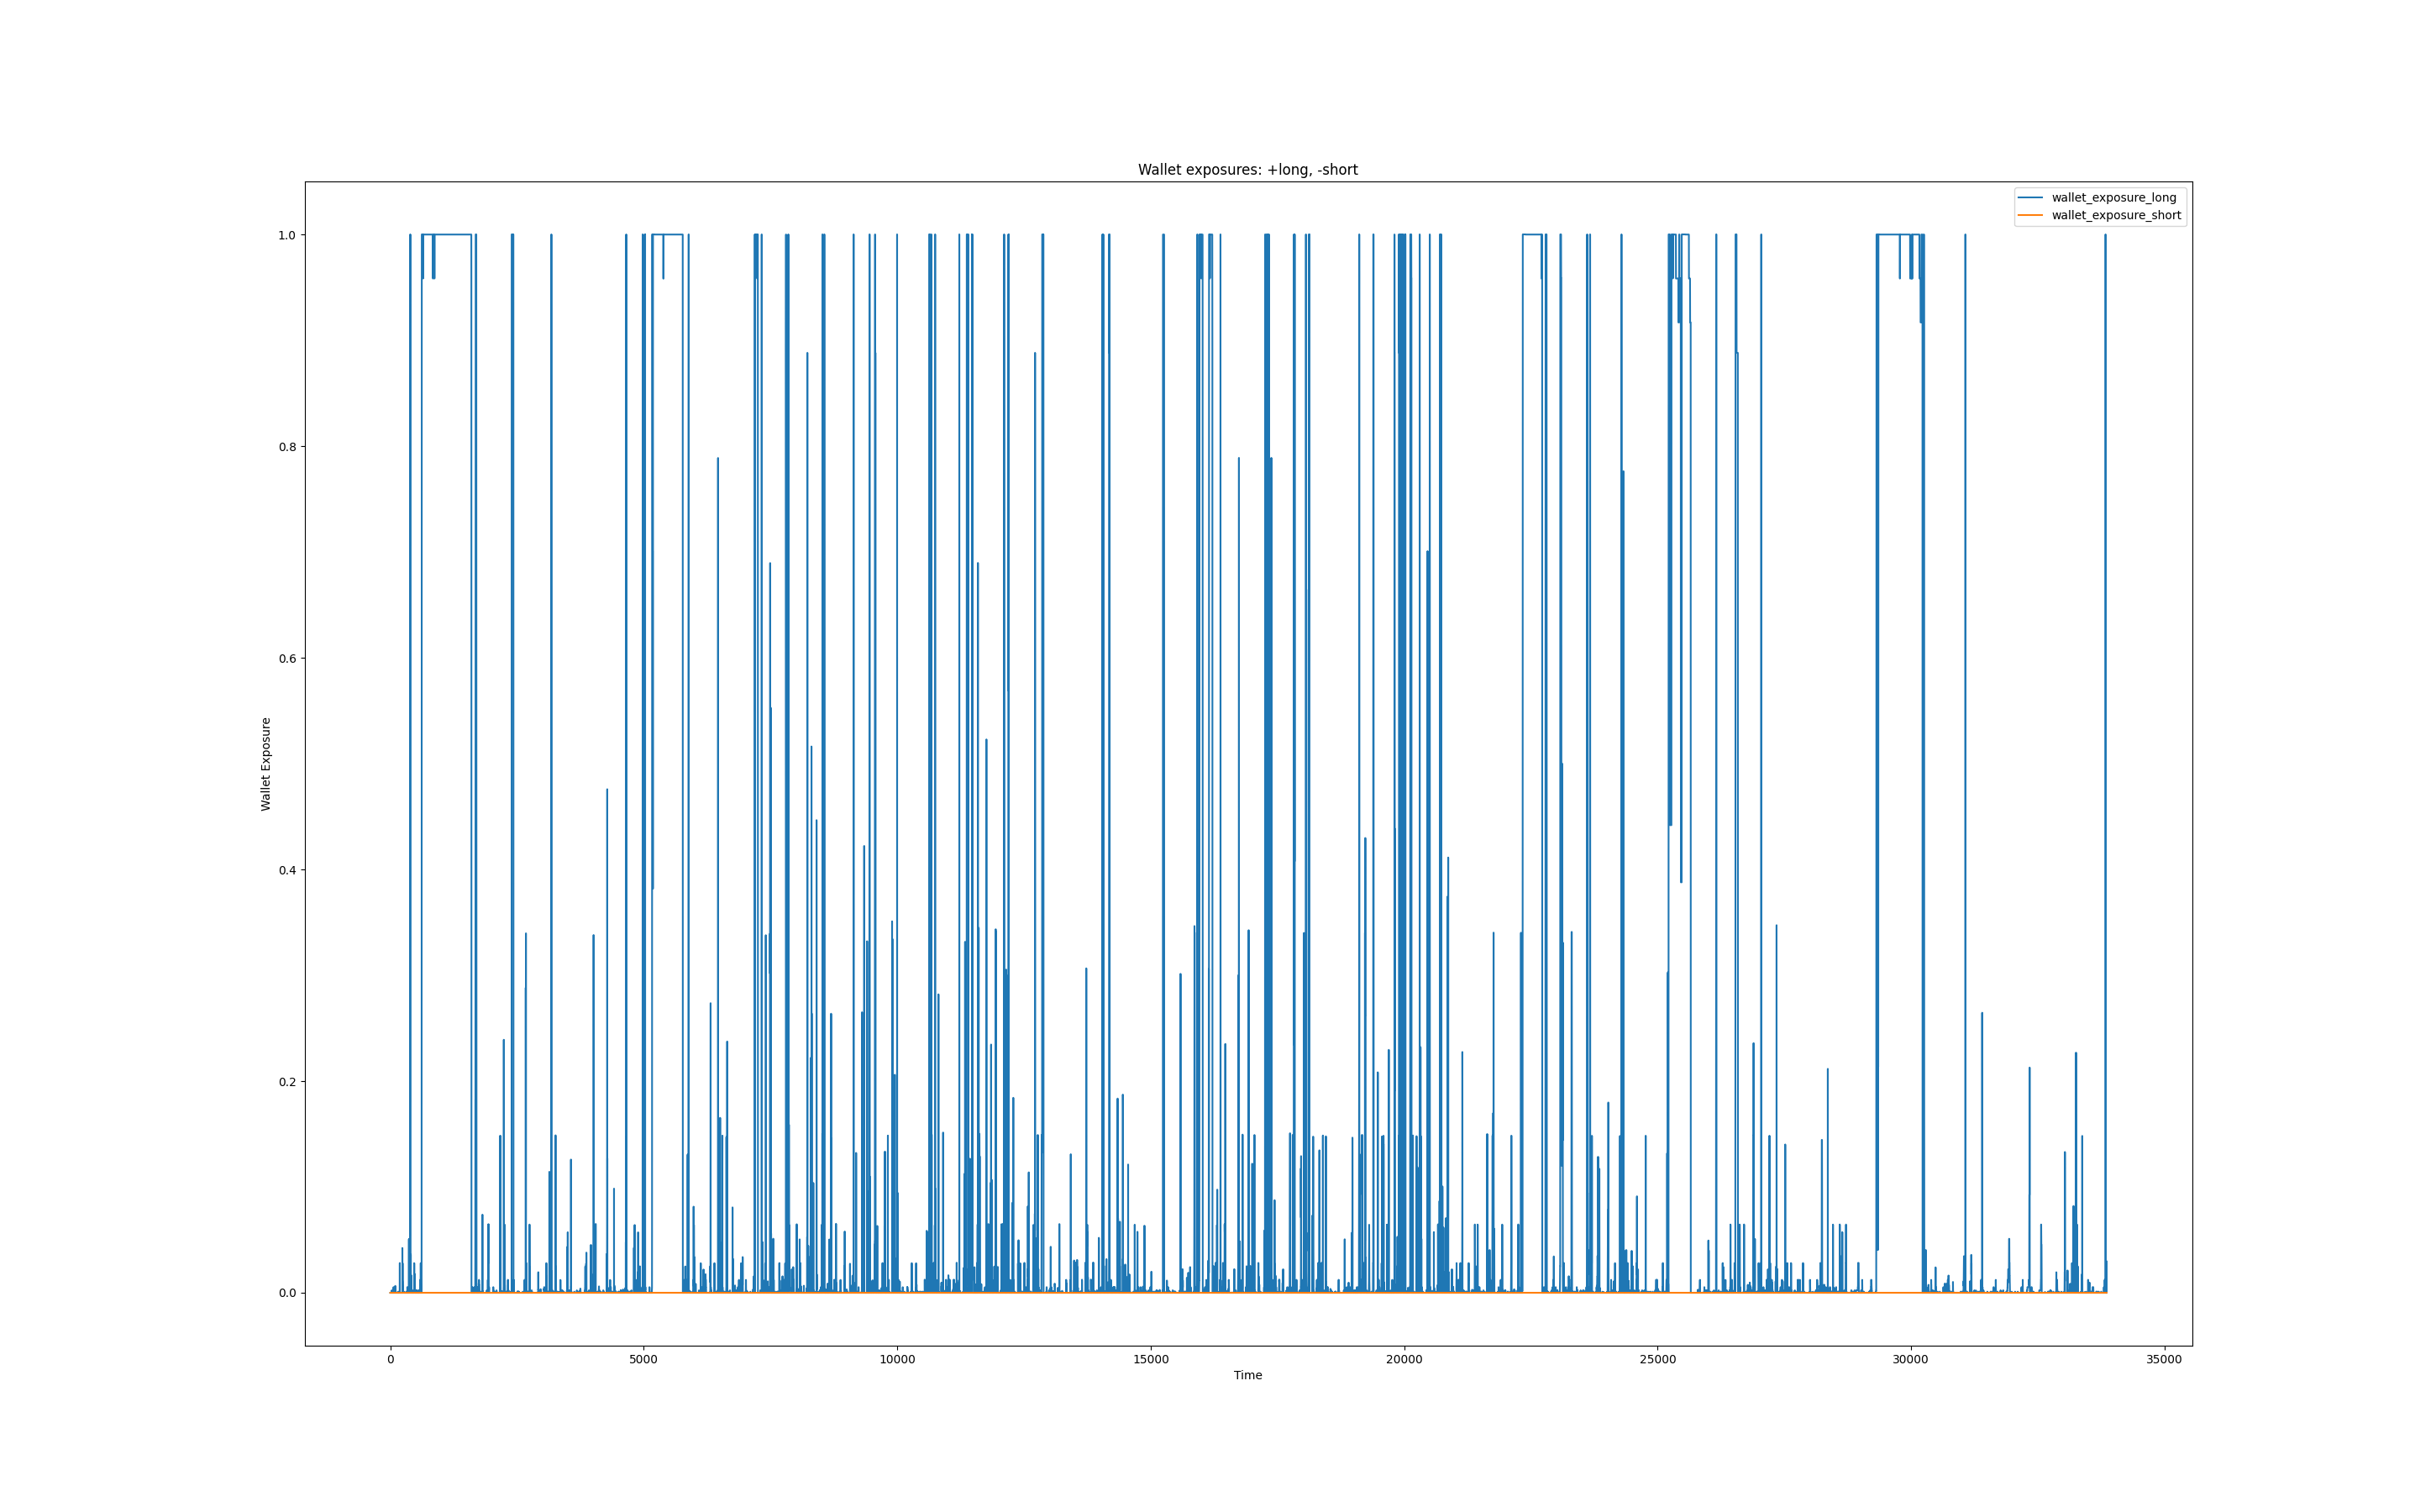 Wallet exposures: +long, -short
wallet_exposure_long
wallet_exposure_short
1.0
0.8
0.6
0.4
0.2
0.0
Wallet Exposure
0 5000 10000 15000 20000 25000 30000 35000
Time